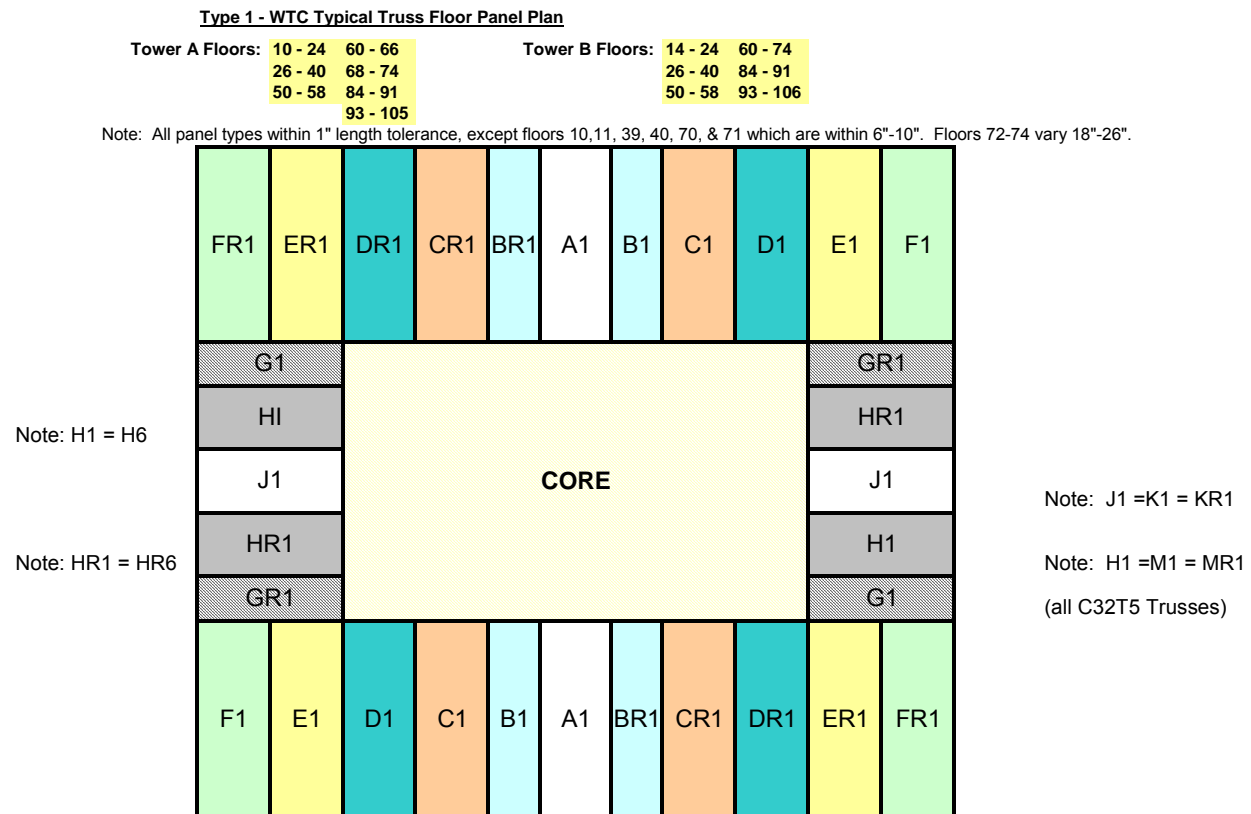 Type 1 - WTC Typical Truss Floor Panel Plan
Tower A Floors: 10 - 24 60 - 66 Tower B Floors: 14 - 24 60 - 74
26 - 40 68 - 74 26 - 40 84 - 91
50 - 58 84 - 91 50 - 58 93 - 106
93 - 105
Note: All panel types within 1" length tolerance, except floors 10,11, 39, 40, 70, & 71 which are within 6"-10". Floors 72-74 vary 18"-26".
FR1 ER1 DR1 CR1 BR1 A1 B1 C1 D1 E1 F1
G1 GR1
HI HR1
Note: H1 = H6
J1 CORE J1
Note: J1 =K1 = KR1
HR1 H1
Note: HR1 = HR6 Note: H1 =M1 = MR1
GR1 G1
(all C32T5 Trusses)
F1 E1 D1 C1 B1 A1 BR1 CR1 DR1 ER1 FR1